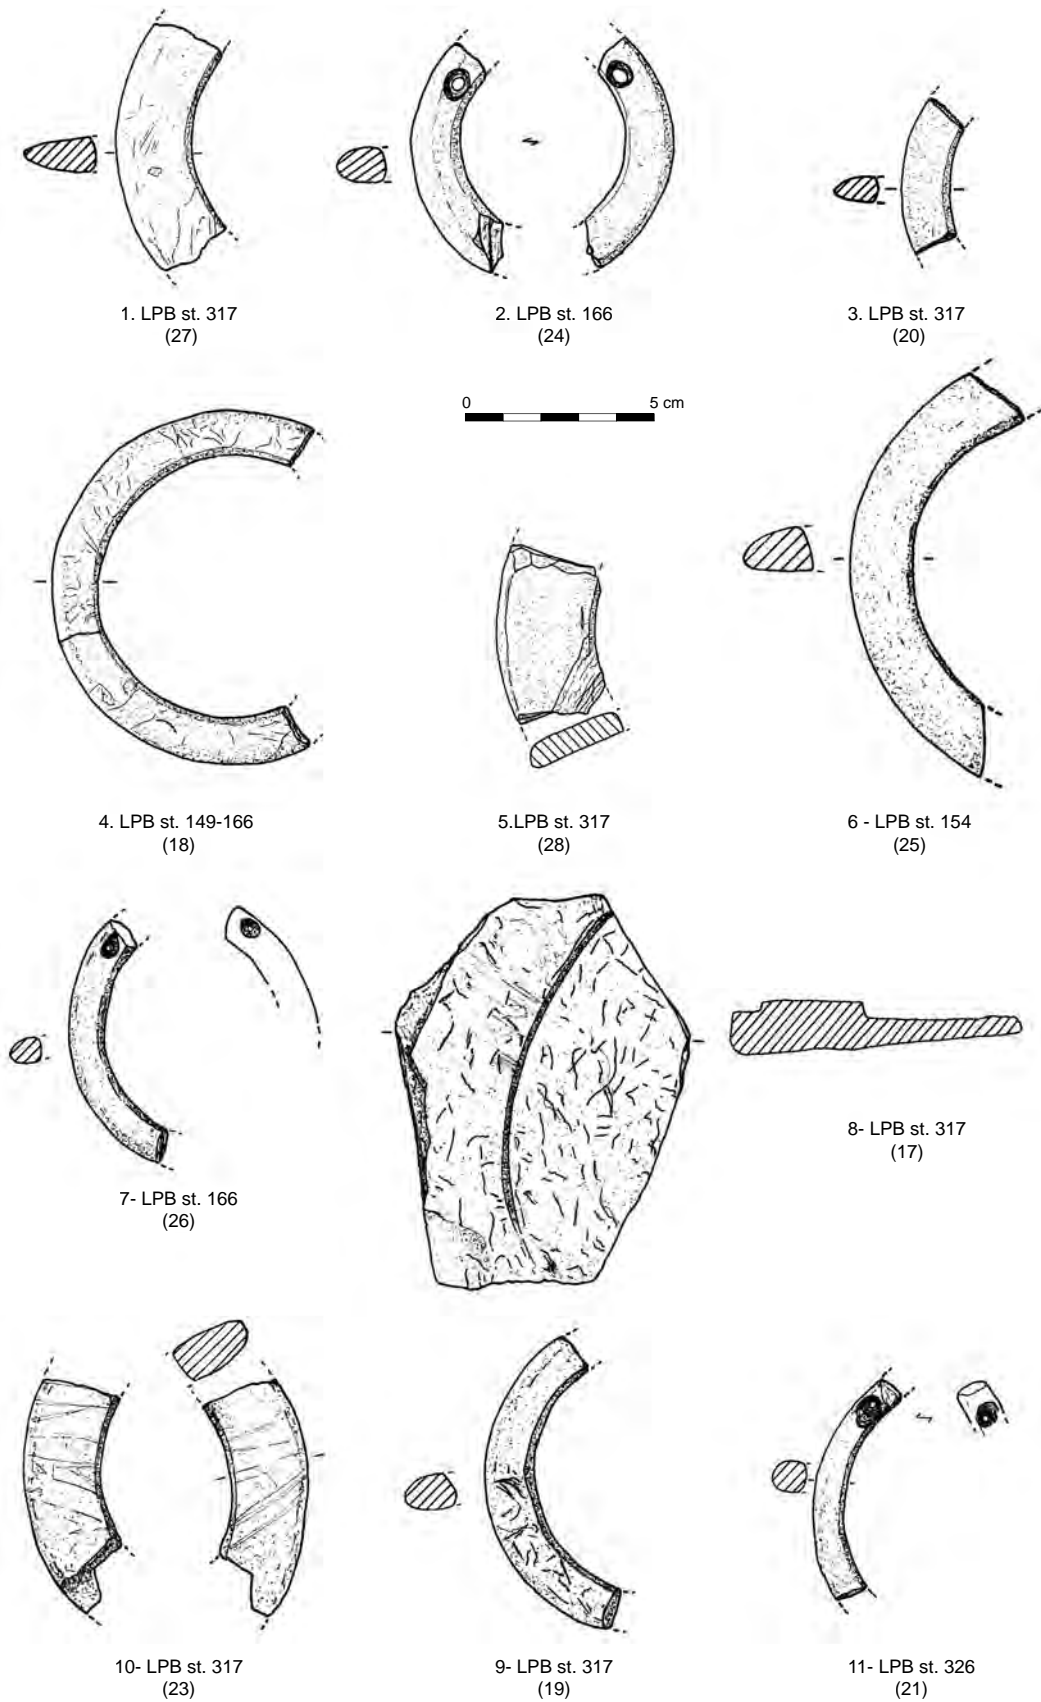 1. LPB st. 317
(27)
2. LPB st. 166
(24)
3. LPB st. 317
(20)
0 5 cm
4. LPB st. 149-166
(18)
5.LPB st. 317
(28)
6 - LPB st. 154
(25)
7- LPB st. 166
(26)
8- LPB st. 317
(17)
10- LPB st. 317
(23)
9- LPB st. 317
(19)
11- LPB st. 326
(21)